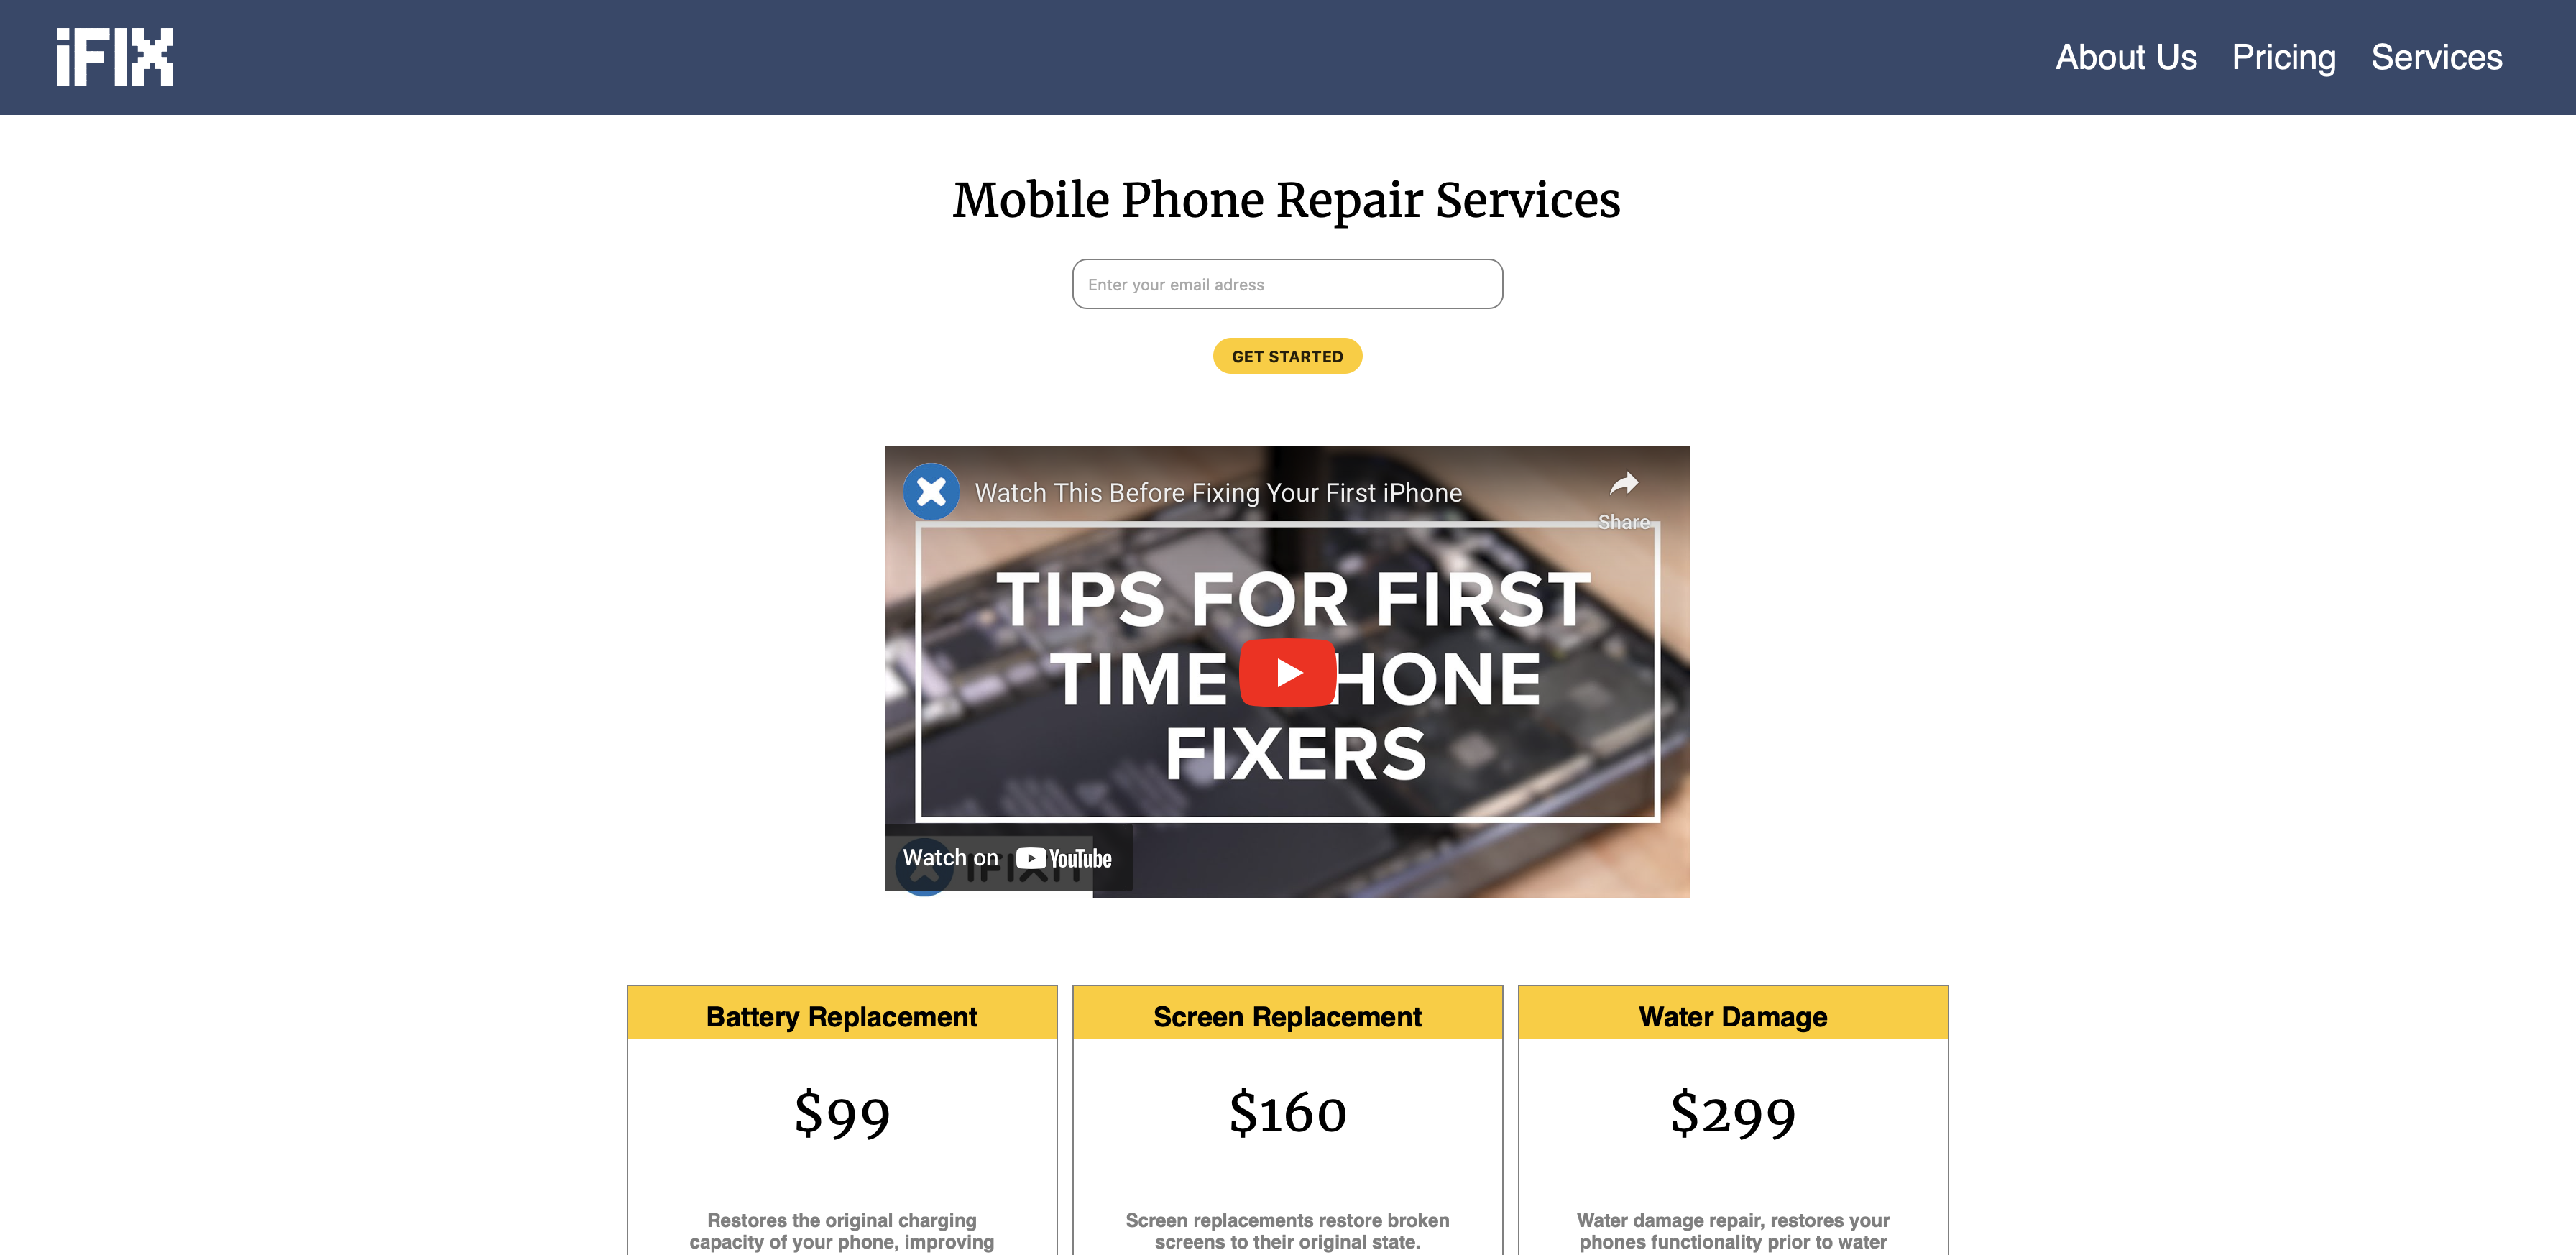 iFIX
About Us Pricing Services
Mobile Phone Repair Services
Enter your email adress
GET STARTED
Watch This Before Fixing Your First iPhone
Share
TIPS FOR FIRST
TIME HONE
FIXERS
Watch on YouTube
IFIXIT
Battery Replacement
$99
Restores the original charging
capacity of your phone, improving
Screen Replacement
$160
Screen replacements restore broken
screens to their original state.
Water Damage
$299
Water damage repair, restores your
phones functionality prior to water